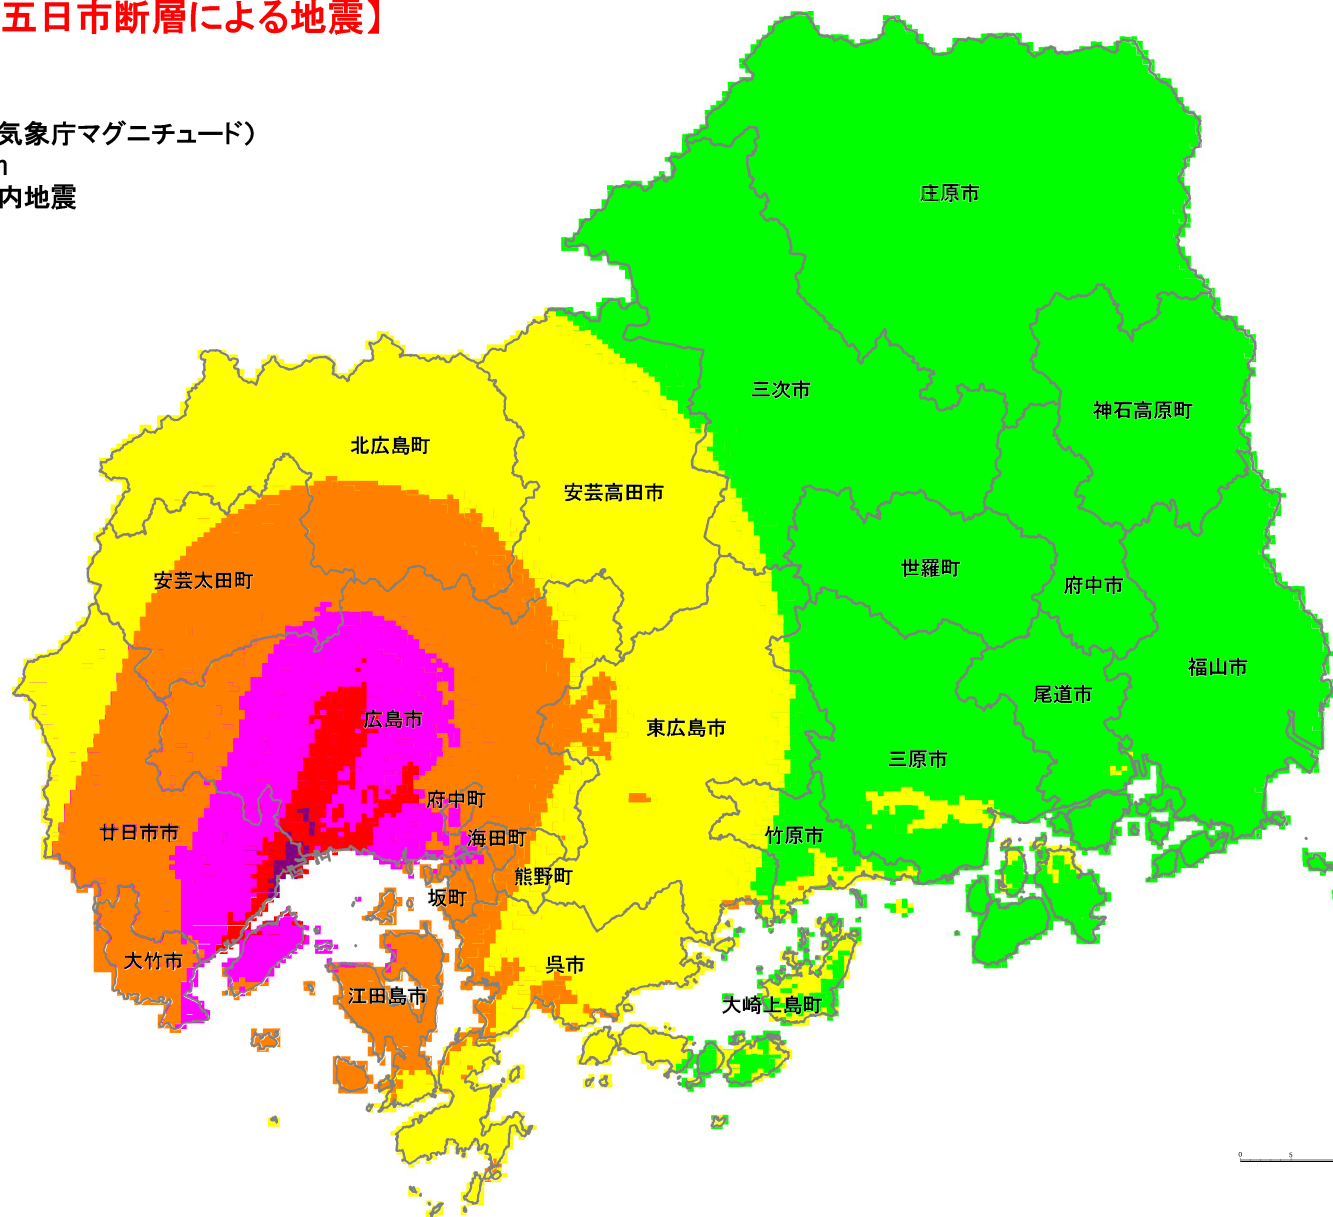 五日市断層による地震】
気象庁マグニチュード）
内地震
庄原市
三次市
神石高原町
北広島町
安芸高田市
世羅町
安芸太田町
府中市
福山市
尾道市
広島市
東広島市
三原市
府中町
廿日市市
海田町
竹原市
熊野町
坂町
大竹市
呉市
江田島市
大崎上島町
0 5